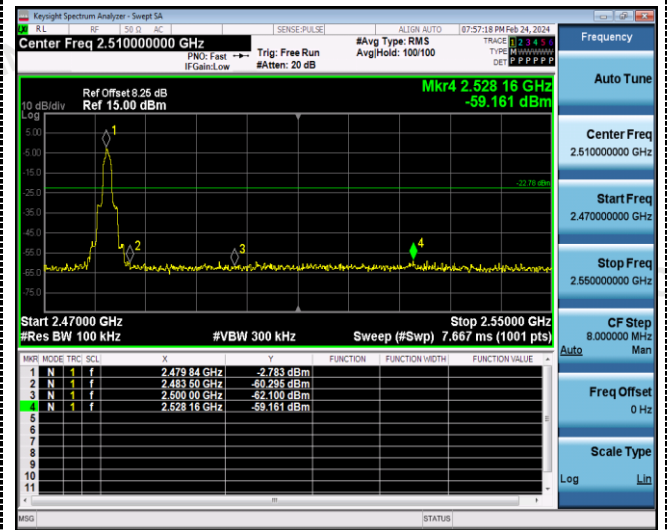 Keysight Spectrum Analyzer - Swept SA
RL RF 50 Ω AC SENSE:PULSE ALIGN AUTO 07:57:18 PM Feb 24, 2024
Center Freq 2.510000000 GHz
PNO: Fast
IFGain:Low
Trig: Free Run
#Atten: 20 dB
#Avg Type: RMS
Avg|Hold: 100/100
TRACE 1 2 3 4 5 6
TYPE M WWWWW
DET P P P P P P
Frequency
Mkr4 2.528 16 GHz
-59.161 dBm
Ref Offset 8.25 dB
10 dB/div Ref 15.00 dBm
Log
5.00
-5.00
-15.0
-25.0
-35.0
-45.0
-55.0
-65.0
-75.0
1
2
3
4
-22.78 dBm
Start 2.47000 GHz Stop 2.55000 GHz
#Res BW 100 kHz #VBW 300 kHz Sweep (#Swp) 7.667 ms (1001 pts)
MKR MODE TRC SCL X Y FUNCTION FUNCTION WIDTH FUNCTION VALUE
1 N 1 f 2.479 84 GHz -2.783 dBm
2 N 1 f 2.483 50 GHz -60.295 dBm
3 N 1 f 2.500 00 GHz -62.100 dBm
4 N 1 f 2.528 16 GHz -59.161 dBm
5
6
7
8
9
10
11
MSG STATUS
Auto Tune
Center Freq
2.510000000 GHz
Start Freq
2.470000000 GHz
Stop Freq
2.550000000 GHz
CF Step
8.000000 MHz
Auto Man
Freq Offset
0 Hz
Scale Type
Log Lin